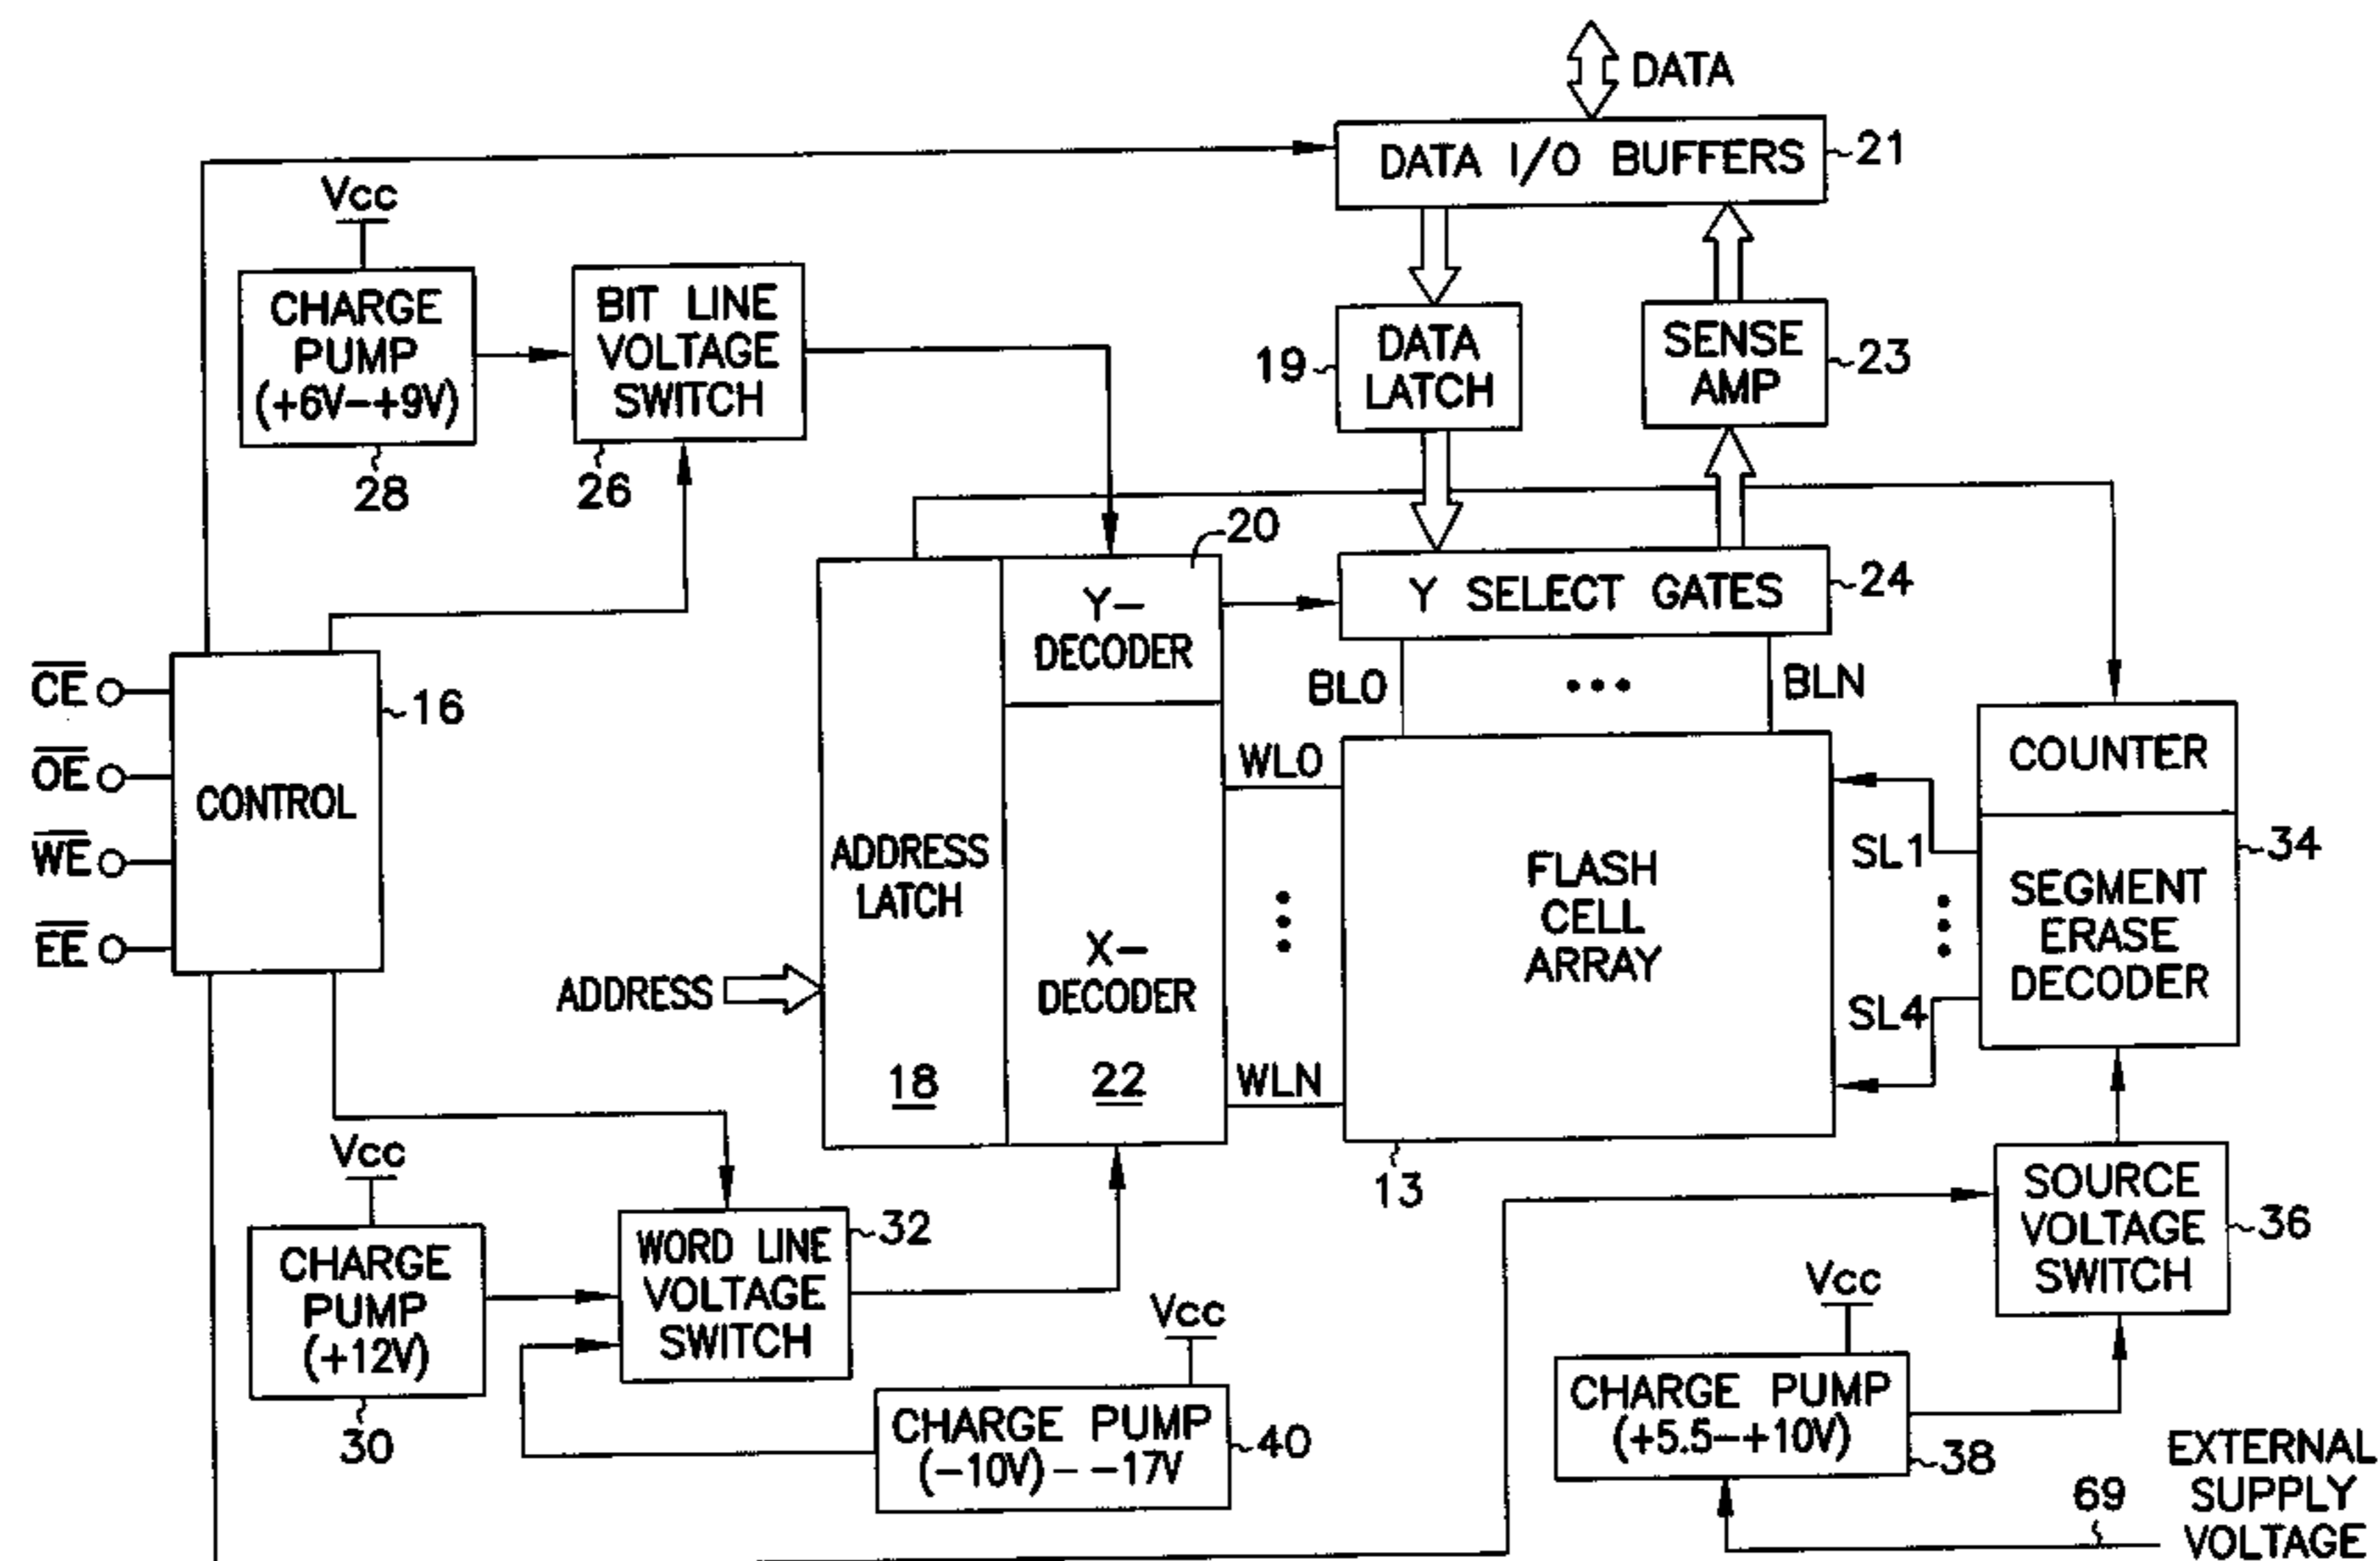 DATA
DATA I/O BUFFERS
21
Vcc
CHARGE
PUMP
(+6V-+9V)
28
BIT LINE
VOLTAGE
SWITCH
26
19
DATA
LATCH
SENSE
AMP
23
20
Y-
DECODER
Y SELECT GATES
24
CE
OE
WE
EE
CONTROL
16
BL0
•••
BLN
ADDRESS
LATCH
18
ADDRESS
X-
DECODER
22
WL0
WLN
FLASH
CELL
ARRAY
13
COUNTER
SL1
SL4
SEGMENT
ERASE
DECODER
34
Vcc
CHARGE
PUMP
(+12V)
30
WORD LINE
VOLTAGE
SWITCH
32
Vcc
CHARGE PUMP
(-10V)- -17V
40
SOURCE
VOLTAGE
SWITCH
36
Vcc
CHARGE PUMP
(+5.5-+10V)
38
69
EXTERNAL
SUPPLY
VOLTAGE